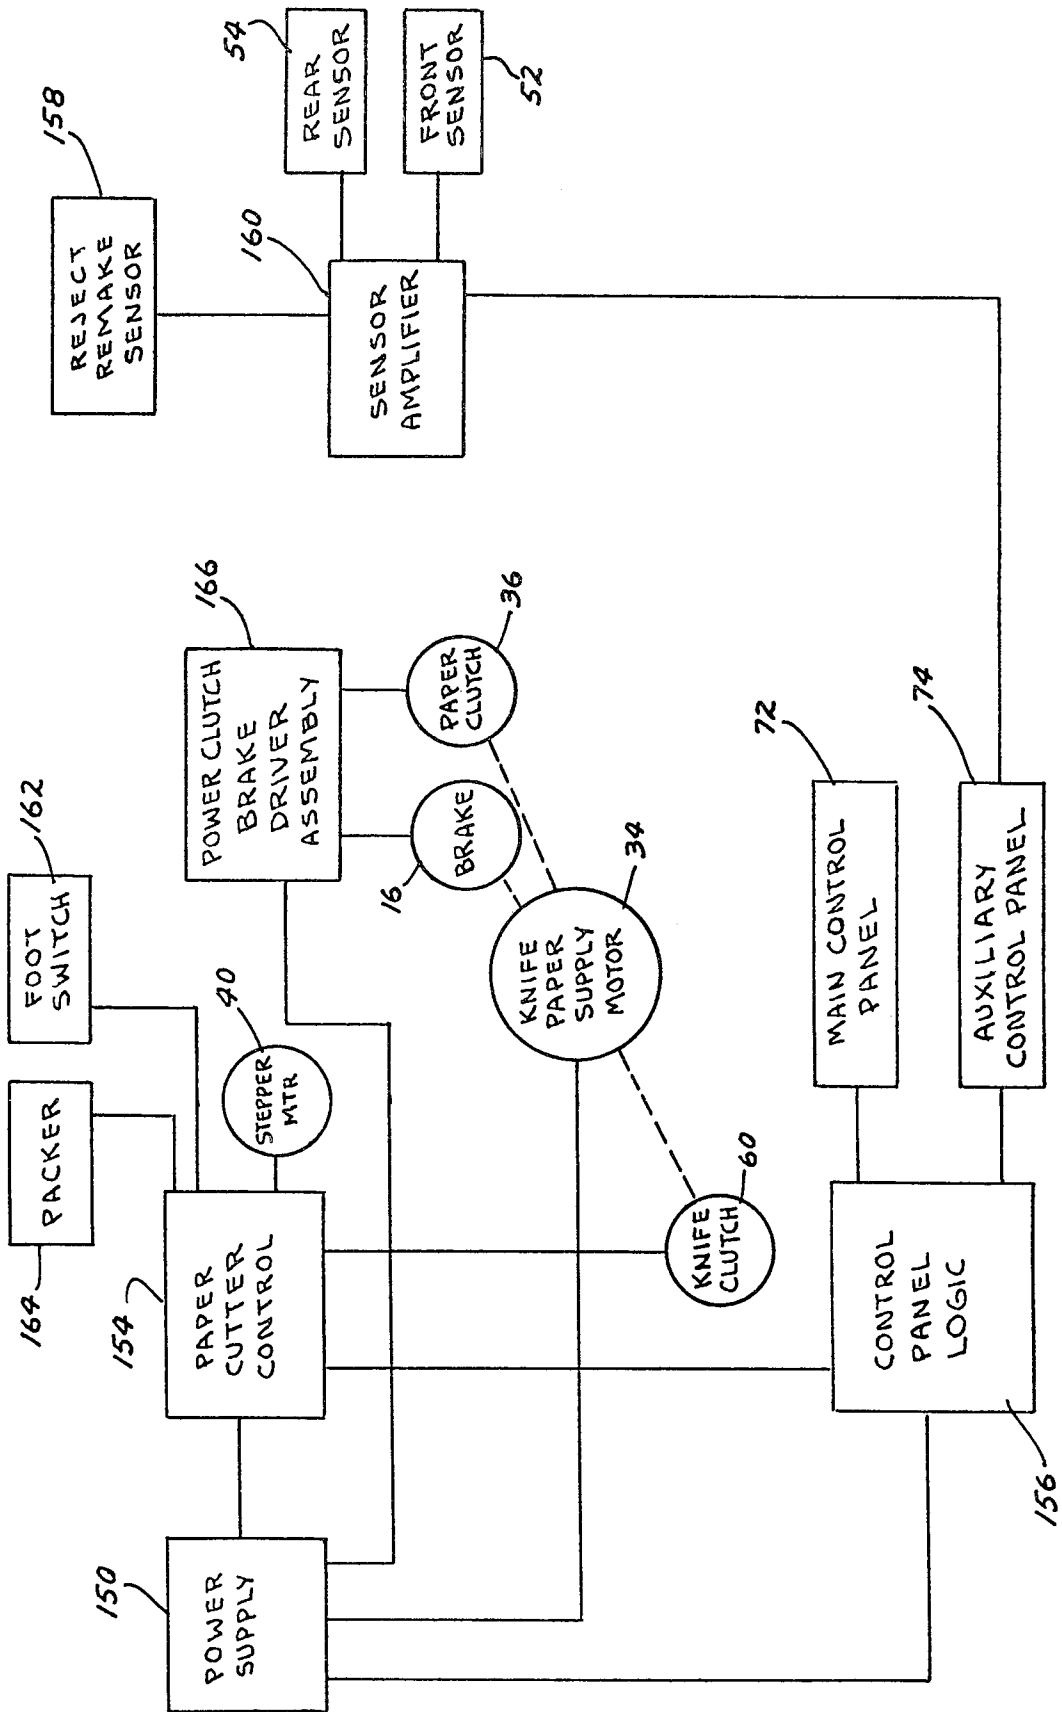 164
PACKER
FOOT
SWITCH
162
158
REJECT
REMAKE
SENSOR
54
REAR
SENSOR
FRONT
SENSOR
52
160
SENSOR
AMPLIFIER
150
POWER
SUPPLY
154
PAPER
CUTTER
CONTROL
40
STEPPER
MTR
166
POWER CLUTCH
BRAKE
DRIVER
ASSEMBLY
16
BRAKE
PAPER
CLUTCH
36
KNIFE
PAPER
SUPPLY
MOTOR
34
KNIFE
CLUTCH
60
156
CONTROL
PANEL
LOGIC
MAIN CONTROL
PANEL
72
AUXILIARY
CONTROL PANEL
74